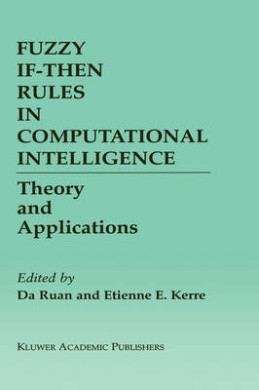 FUZZY
IF-THEN
RULES
IN
COMPUTATIONAL
INTELLIGENCE
Theory
and
Applications
Edited by
Da Ruan and Etienne E. Kerre
KLUWER ACADEMIC PUBLISHERS